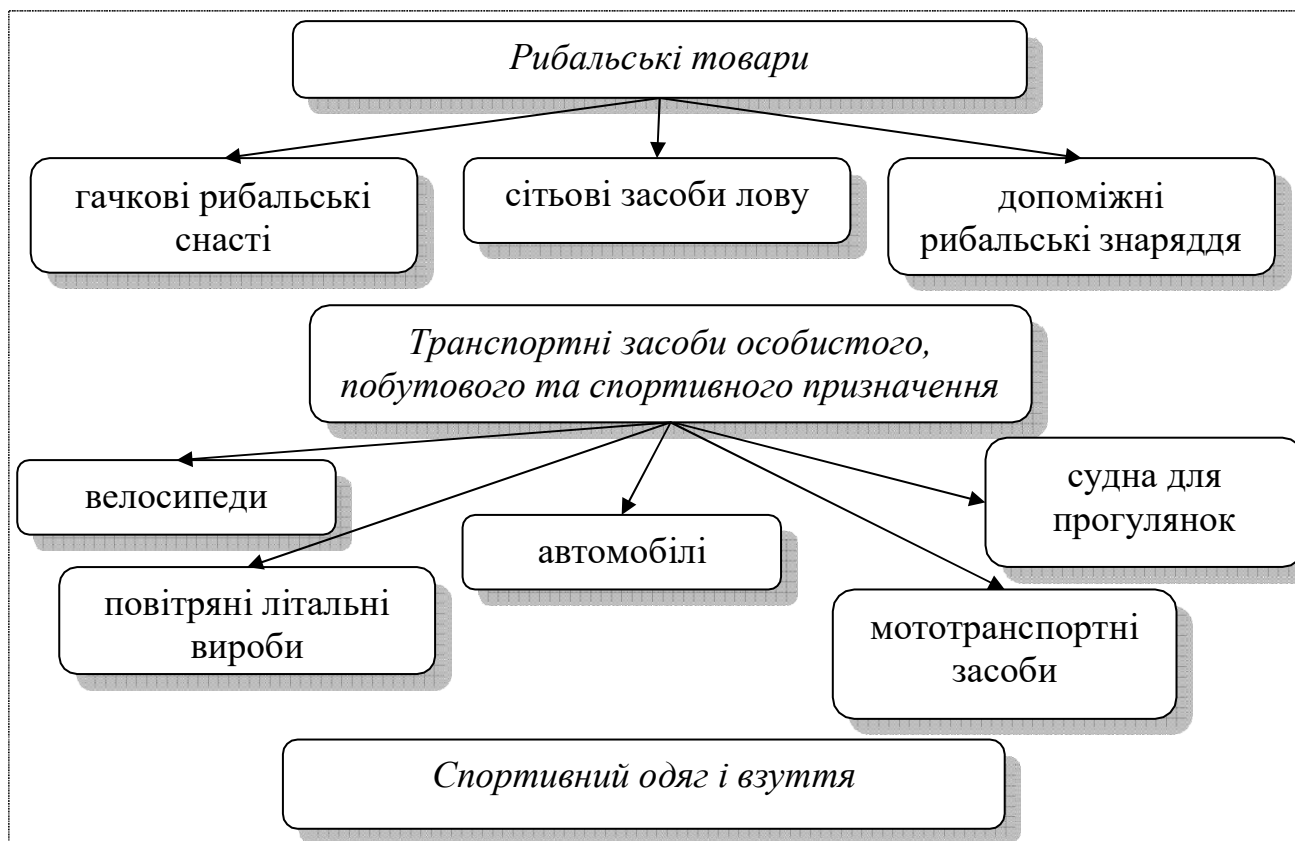 Рибальські товари
гачкові рибальські
снасті
сітьові засоби лову
допоміжні
рибальські знаряддя
Транспортні засоби особистого,
побутового та спортивного призначення
велосипеди
повітряні літальні
вироби
автомобілі
мототранспортні
засоби
судна для
прогулянок
Спортивний одяг і взуття